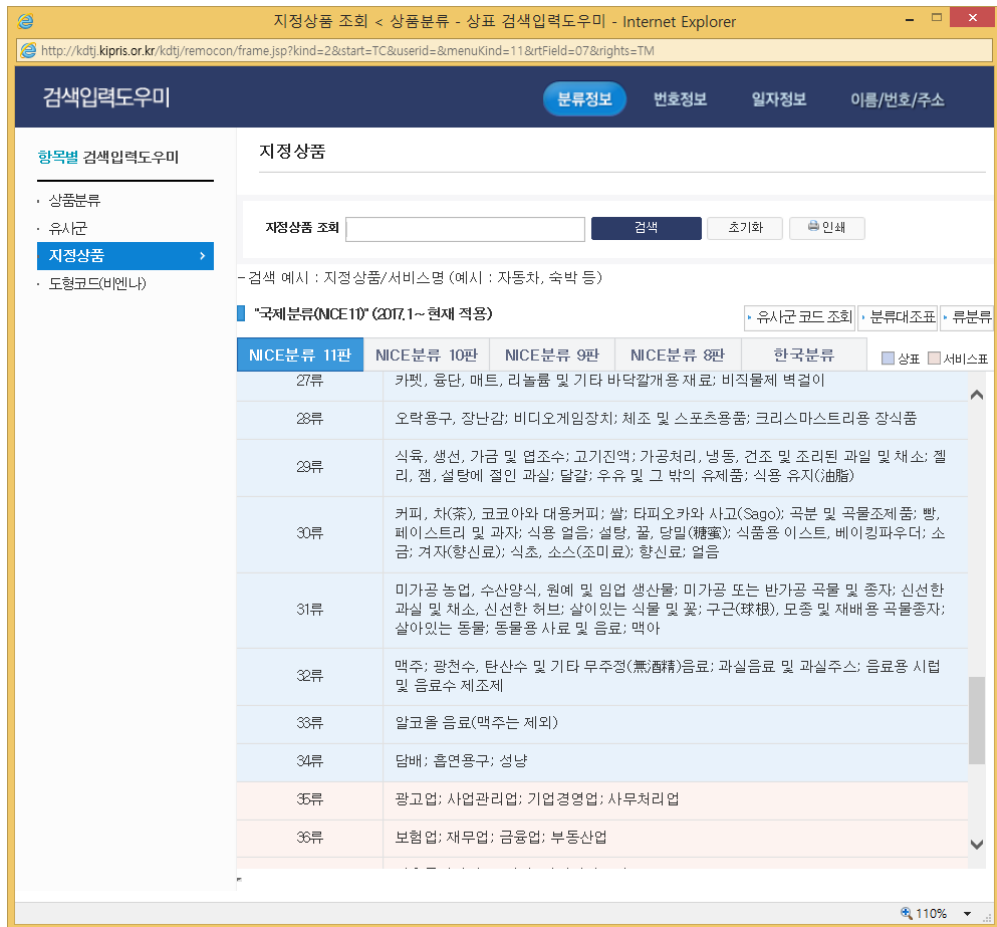 지정상품 조회 < 상품분류 - 상표 검색입력도우미 - Internet Explorer
http://kdtj.kipris.or.kr/kdtj/remocon/frame.jsp?kind=2&start=TC&userid=&menuKind=11&rtField=07&rights=TM
검색입력도우미
분류정보 번호정보 일자정보 이름/번호/주소
항목별 검색입력도우미
· 상품분류
· 유사군
지정상품 >
· 도형코드(비엔나)
지정상품
지정상품 조회 검색 초기화 인쇄
- 검색 예시 : 지정상품/서비스명 (예시 : 자동차, 숙박 등)
"국제분류(NICE11)" (2017.1~ 현재 적용)
유사군 코드 조회 분류대조표 류분류
NICE분류 11판 NICE분류 10판 NICE분류 9판 NICE분류 8판 한국분류 상표 서비스표
27류 카펫, 융단, 매트, 리놀륨 및 기타 바닥깔개용 재료; 비직물제 벽걸이
28류 오락용구, 장난감; 비디오게임장치; 체조 및 스포츠용품; 크리스마스트리용 장식품
29류 식육, 생선, 가금 및 엽조수; 고기진액; 가공처리, 냉동, 건조 및 조리된 과일 및 채소; 젤
리, 잼, 설탕에 절인 과실; 달걀; 우유 및 그 밖의 유제품; 식용 유지(油脂)
30류 커피, 차(茶), 코코아와 대용커피; 쌀; 타피오카와 사고(Sago); 곡분 및 곡물조제품; 빵,
페이스트리 및 과자; 식용 얼음; 설탕, 꿀, 당밀(糖蜜); 식품용 이스트, 베이킹파우더; 소
금; 겨자(향신료); 식초, 소스(조미료); 향신료; 얼음
31류 미가공 농업, 수산양식, 원예 및 임업 생산물; 미가공 또는 반가공 곡물 및 종자; 신선한
과실 및 채소, 신선한 허브; 살아있는 식물 및 꽃; 구근(球根), 모종 및 재배용 곡물종자;
살아있는 동물; 동물용 사료 및 음료; 맥아
32류 맥주; 광천수, 탄산수 및 기타 무주정(無酒精)음료; 과실음료 및 과실주스; 음료용 시럽
및 음료수 제조제
33류 알코올 음료(맥주는 제외)
34류 담배; 흡연용구; 성냥
35류 광고업; 사업관리업; 기업경영업; 사무처리업
36류 보험업; 재무업; 금융업; 부동산업
110%